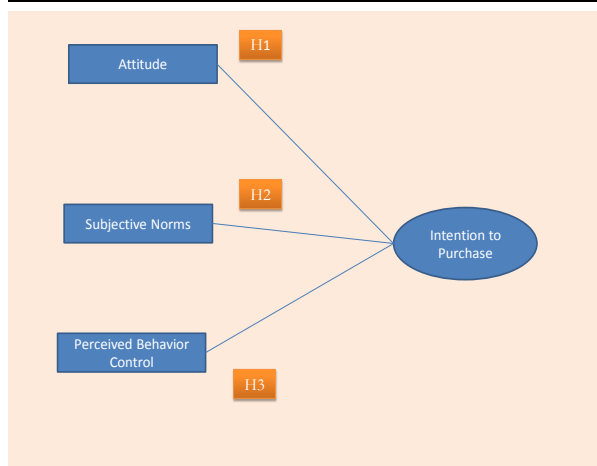 H1
Attitude
H2
Subjective Norms
Intention to
Purchase
Perceived Behavior
Control
H3